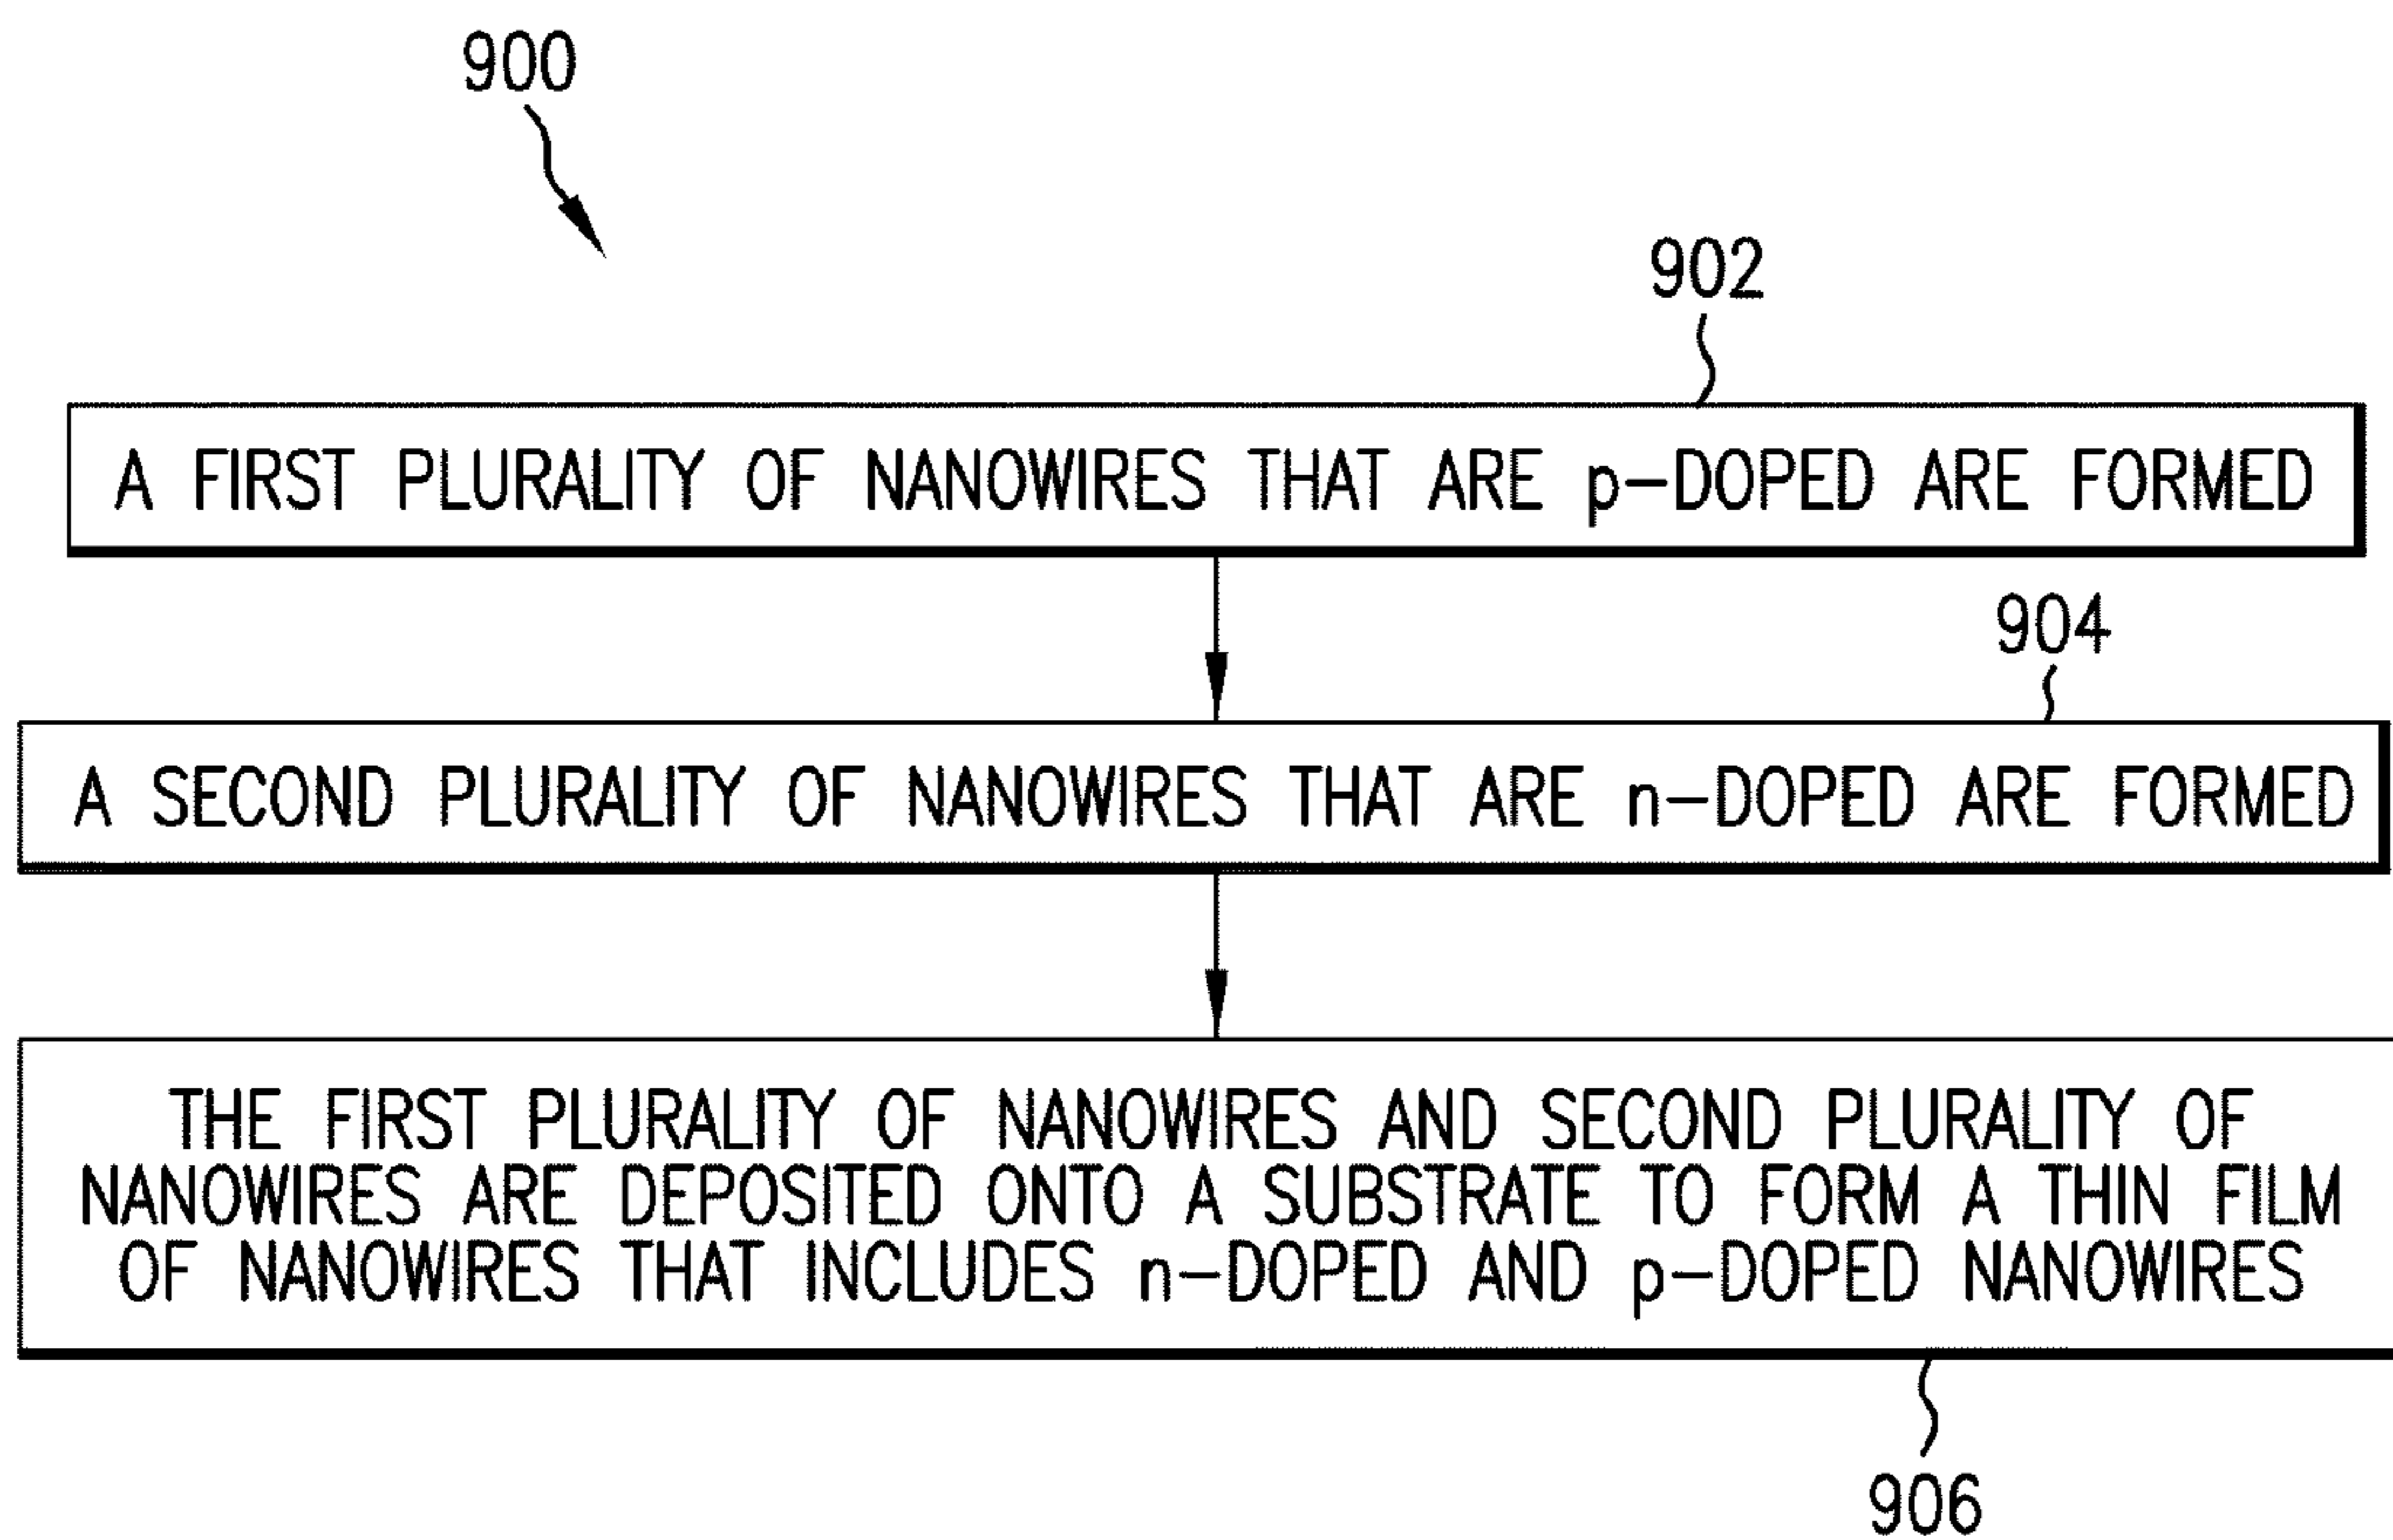 900
902
A FIRST PLURALITY OF NANOWIRES THAT ARE p-DOPED ARE FORMED
904
A SECOND PLURALITY OF NANOWIRES THAT ARE n-DOPED ARE FORMED
THE FIRST PLURALITY OF NANOWIRES AND SECOND PLURALITY OF
NANOWIRES ARE DEPOSITED ONTO A SUBSTRATE TO FORM A THIN FILM
OF NANOWIRES THAT INCLUDES n-DOPED AND p-DOPED NANOWIRES
906